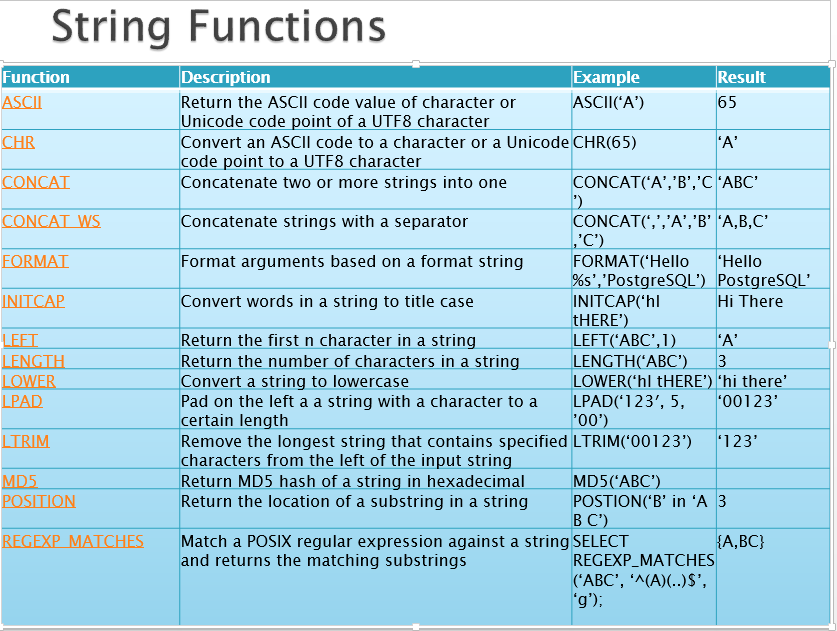 String Functions
Function Description Example Result
ASCII Return the ASCII code value of character or ASCII(‘A’) 65
Unicode code point of a UTF8 character
CHR Convert an ASCII code to a character or a Unicode CHR(65) ‘A’
code point to a UTF8 character
CONCAT Concatenate two or more strings into one CONCAT(‘A’,’B’,’C ‘ABC’
’)
CONCAT_WS Concatenate strings with a separator CONCAT(‘,’,’A’,’B’ ‘A,B,C’
,’C’)
FORMAT Format arguments based on a format string FORMAT(‘Hello ‘Hello
%s’,’PostgreSQL’) PostgreSQL’
INITCAP Convert words in a string to title case INITCAP(‘hI Hi There
tHERE’)
LEFT Return the first n character in a string LEFT(‘ABC’,1) ‘A’
LENGTH Return the number of characters in a string LENGTH(‘ABC’) 3
LOWER Convert a string to lowercase LOWER(‘hI tHERE’) ‘hi there’
LPAD Pad on the left a a string with a character to a LPAD(‘123′, 5, ‘00123’
certain length ’00’)
LTRIM Remove the longest string that contains specified LTRIM(‘00123’) ‘123’
characters from the left of the input string
MD5 Return MD5 hash of a string in hexadecimal MD5(‘ABC’)
POSITION Return the location of a substring in a string POSTION(‘B’ in ‘A 3
B C’)
REGEXP_MATCHES Match a POSIX regular expression against a string SELECT {A,BC}
and returns the matching substrings REGEXP_MATCHES
(‘ABC’, ‘^(A)(..)$’,
‘g’);